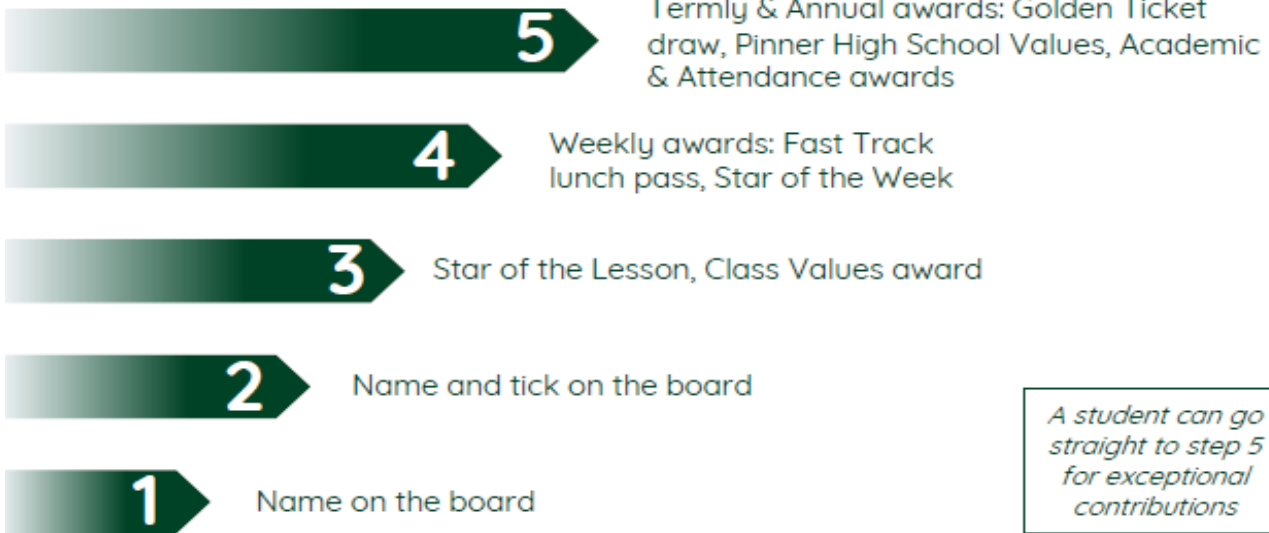 5
Termly & Annual awards: Golden Ticket
draw, Pinner High School Values, Academic
& Attendance awards
4
Weekly awards: Fast Track
lunch pass, Star of the Week
3
Star of the Lesson, Class Values award
2
Name and tick on the board
1
Name on the board
A student can go
straight to step 5
for exceptional
contributions